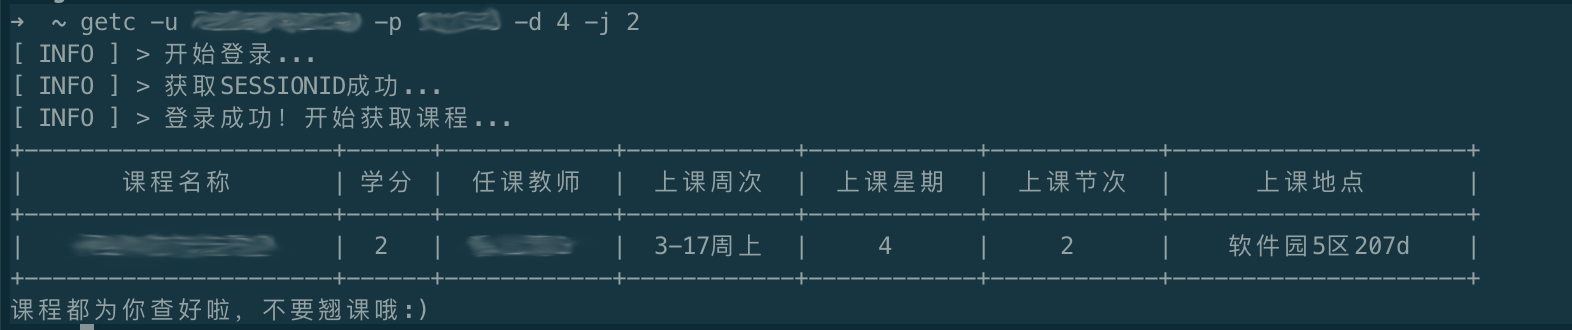 → ~ getc -u -p -d 4 -j 2
[ INFO ] > 开始登录...
[ INFO ] > 获取SESSIONID成功...
[ INFO ] > 登录成功! 开始获取课程...
+----------------------+------+------------+------------+------------+------------+---------------------+
| 课程名称 | 学分 | 任课教师 | 上课周次 | 上课星期 | 上课节次 | 上课地点 |
+----------------------+------+------------+------------+------------+------------+---------------------+
| | 2 | | 3-17周上 | 4 | 2 | 软件园5区207d |
+----------------------+------+------------+------------+------------+------------+---------------------+
课程都为你查好啦, 不要翘课哦:)